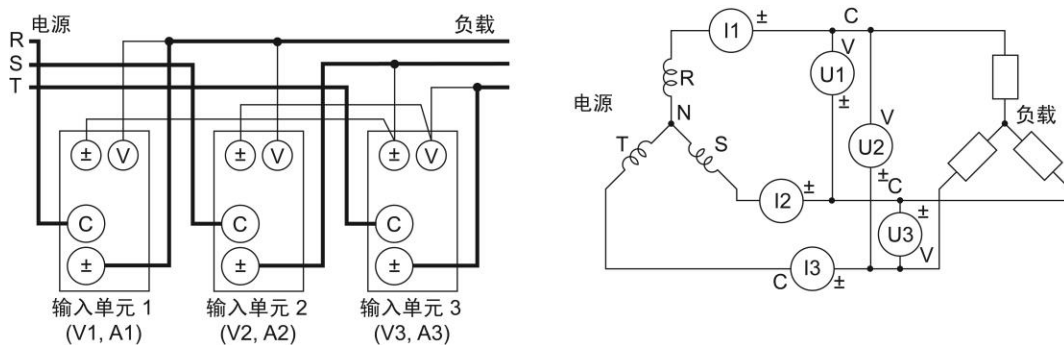 电源
负载
R
S
T
± V
± V
± V
C
C
C
±
±
±
输入单元 1
(V1, A1)
输入单元 2
(V2, A2)
输入单元 3
(V3, A3)
I1 ±
C
V
V
U1
±
R
电源
N
负载
T
S
V
U2
±
C
I2 ±
±
U3
V
C I3 ±